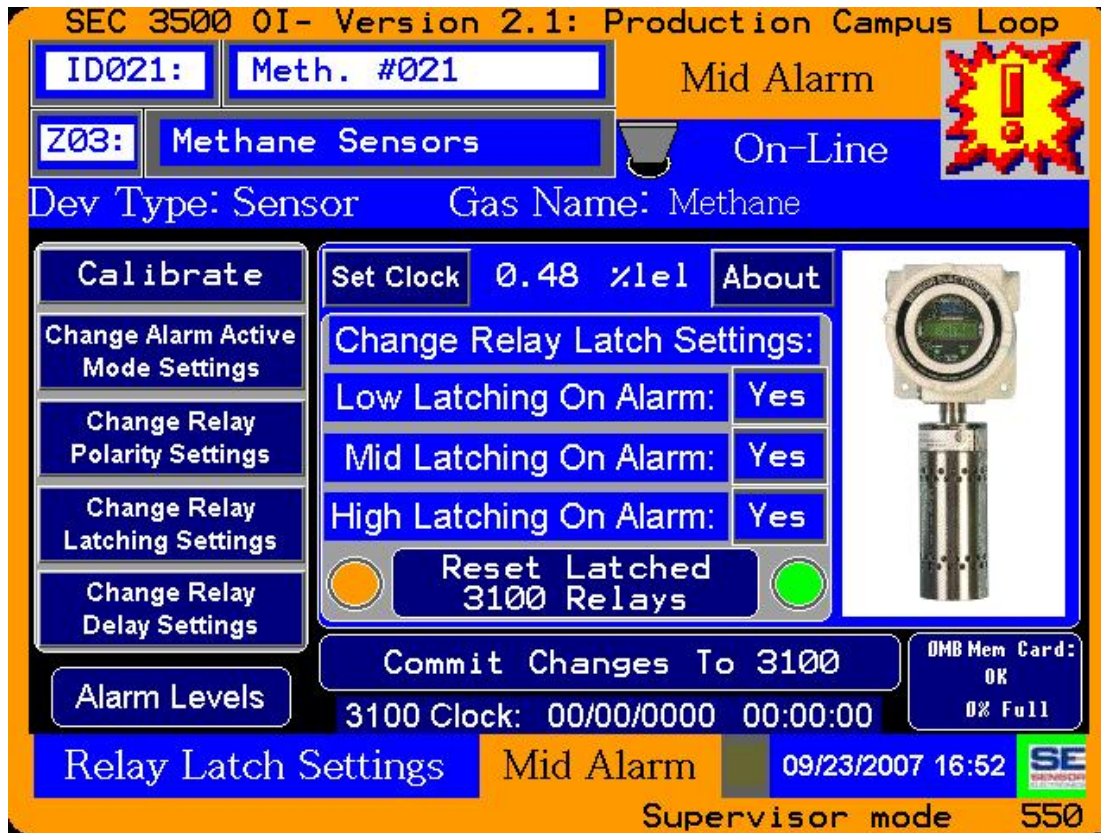 SEC 3500 OI- Version 2.1: Production Campus Loop
ID021: Meth. #021 Mid Alarm
Z03: Methane Sensors On-Line
Dev Type: Sensor Gas Name: Methane
Calibrate
Change Alarm Active
Mode Settings
Change Relay
Polarity Settings
Change Relay
Latching Settings
Change Relay
Delay Settings
Alarm Levels
Set Clock 0.48 %lel About
Change Relay Latch Settings:
Low Latching On Alarm: Yes
Mid Latching On Alarm: Yes
High Latching On Alarm: Yes
Reset Latched
3100 Relays
Commit Changes To 3100
3100 Clock: 00/00/0000 00:00:00
0MB Mem Card:
OK
0% Full
Relay Latch Settings Mid Alarm 09/23/2007 16:52 SE
SENSOR
Supervisor mode 550